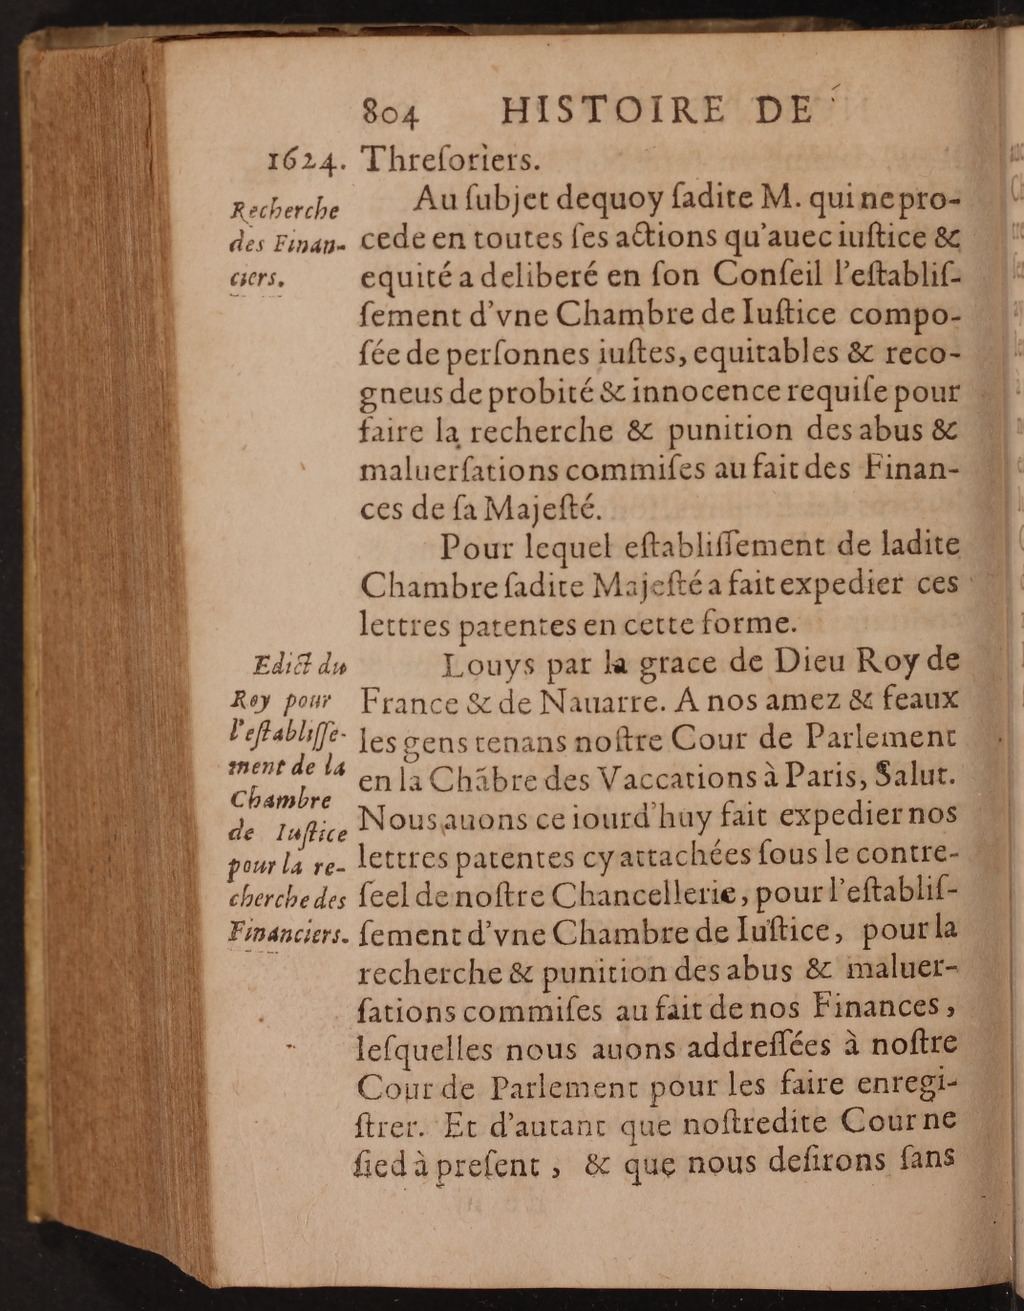 804 HISTOIRE DE
1624. Threſoriers.
Recherche
des Finan-
ciers.
Au ſubjet dequoy ſadite M. qui ne pro-
cede en toutes ſes actions qu'auec iuſtice &
equité a deliberé en ſon Conſeil l'eſtabliſ-
ſement d'vne Chambre de Iuſtice compo-
ſée de perſonnes iuſtes, equitables & reco-
gneus de probité & innocence requiſe pour
faire la recherche & punition des abus &
maluerſations commiſes au fait des Finan-
ces de ſa Majeſté.
Pour lequel eſtabliſſement de ladite
Chambre ſadite Majeſté a fait expedier ces
lettres patentes en cette forme.
Edict du
Roy pour
l'eſtabliſſe-
ment de la
Chambre
de Iuſtice
pour la re-
cherche des
Financiers.
Louys par la grace de Dieu Roy de
France & de Nauarre. A nos amez & feaux
les gens tenans noſtre Cour de Parlement
en la Chãbre des Vaccations à Paris, Salut.
Nous auons ce iourd'huy fait expedier nos
lettres patentes cy attachées ſous le contre-
ſeel de noſtre Chancellerie, pour l'eſtabliſ-
ſement d'vne Chambre de Iuſtice, pour la
recherche & punition des abus & maluer-
ſations commiſes au fait de nos Finances,
leſquelles nous auons addreſſées à noſtre
Cour de Parlement pour les faire enregi-
ſtrer. Et d'autant que noſtredite Cour ne
ſied à preſent, & que nous deſirons ſans